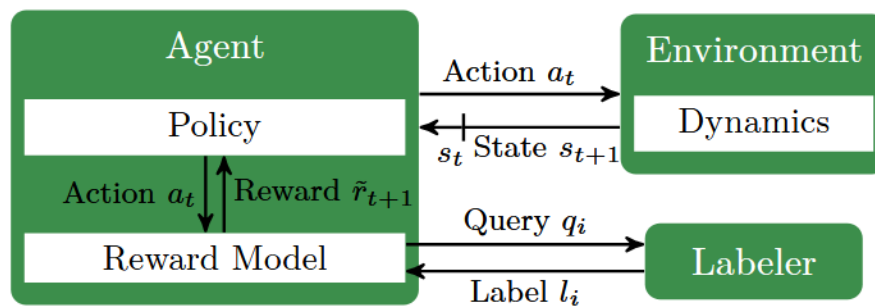 Agent
Environment
Action a_t
Policy
Dynamics
s_t State s_{t+1}
Action a_t Reward r̃_{t+1}
Query q_i
Reward Model
Labeler
Label l_i